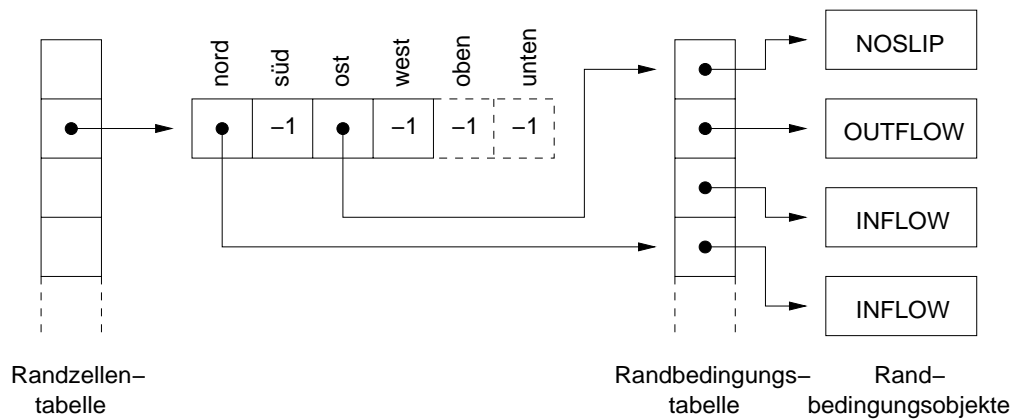 nord
süd
ost
west
oben
unten
−1
−1
−1
−1
NOSLIP
OUTFLOW
INFLOW
INFLOW
Randzellen−
tabelle
Randbedingungs−
tabelle
Rand−
bedingungsobjekte